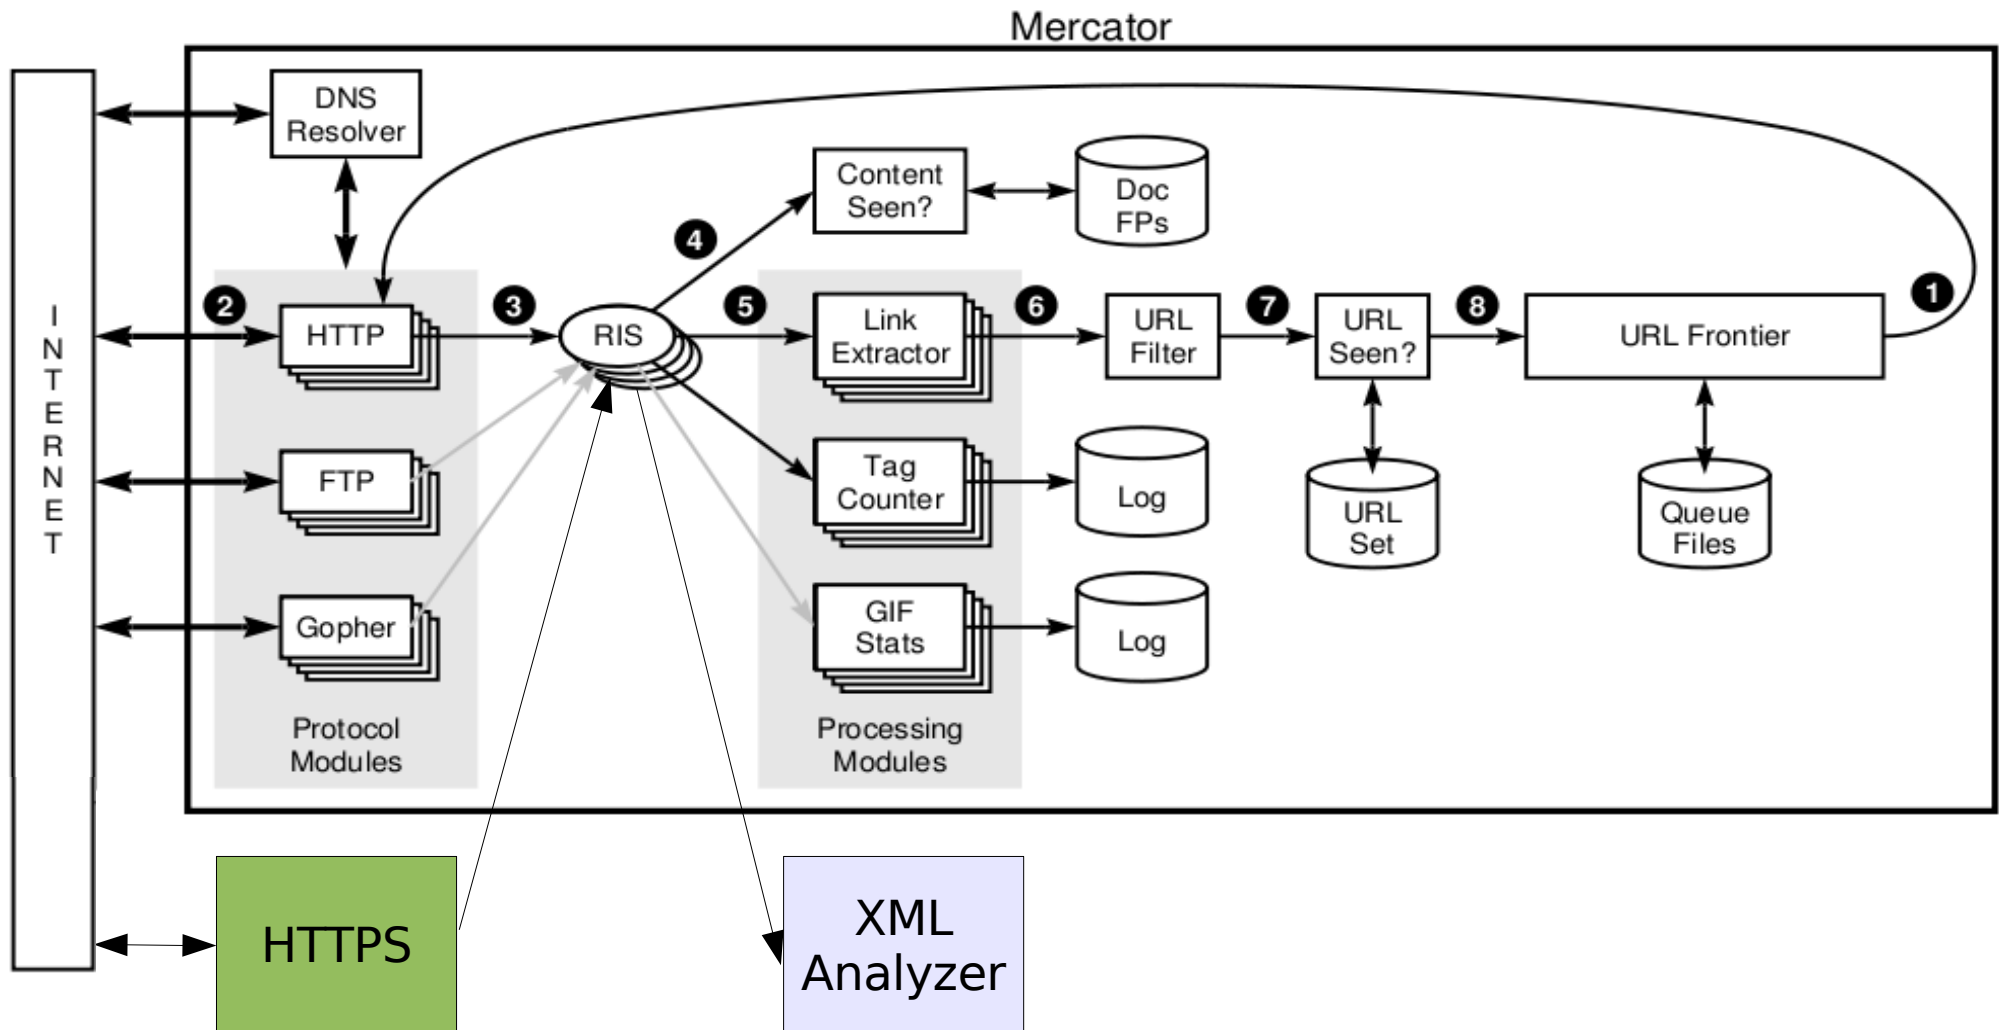 Mercator
INTERNET
DNS
Resolver
Content
Seen?
Doc
FPs
4
2
HTTP
3
RIS
5
Link
Extractor
6
URL
Filter
7
URL
Seen?
8
URL Frontier
1
FTP
Tag
Counter
Log
URL
Set
Queue
Files
Gopher
GIF
Stats
Log
Protocol
Modules
Processing
Modules
HTTPS
XML
Analyzer